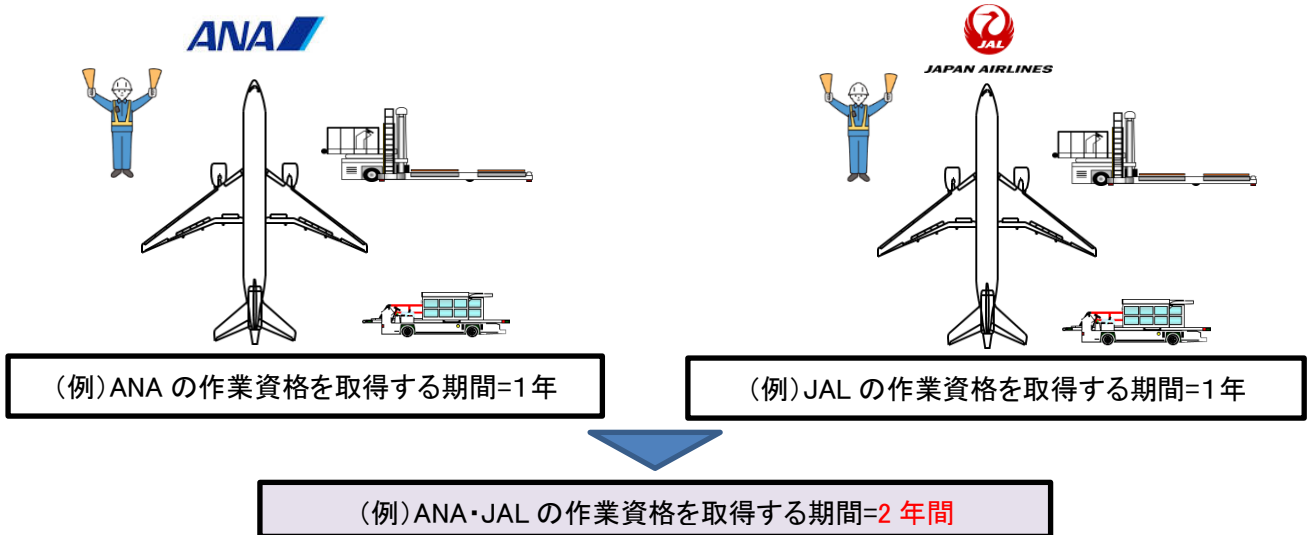 ANA
JAL
JAPAN AIRLINES
(例)ANA の作業資格を取得する期間=1年
(例)JAL の作業資格を取得する期間=1年
(例)ANA・JAL の作業資格を取得する期間=2 年間